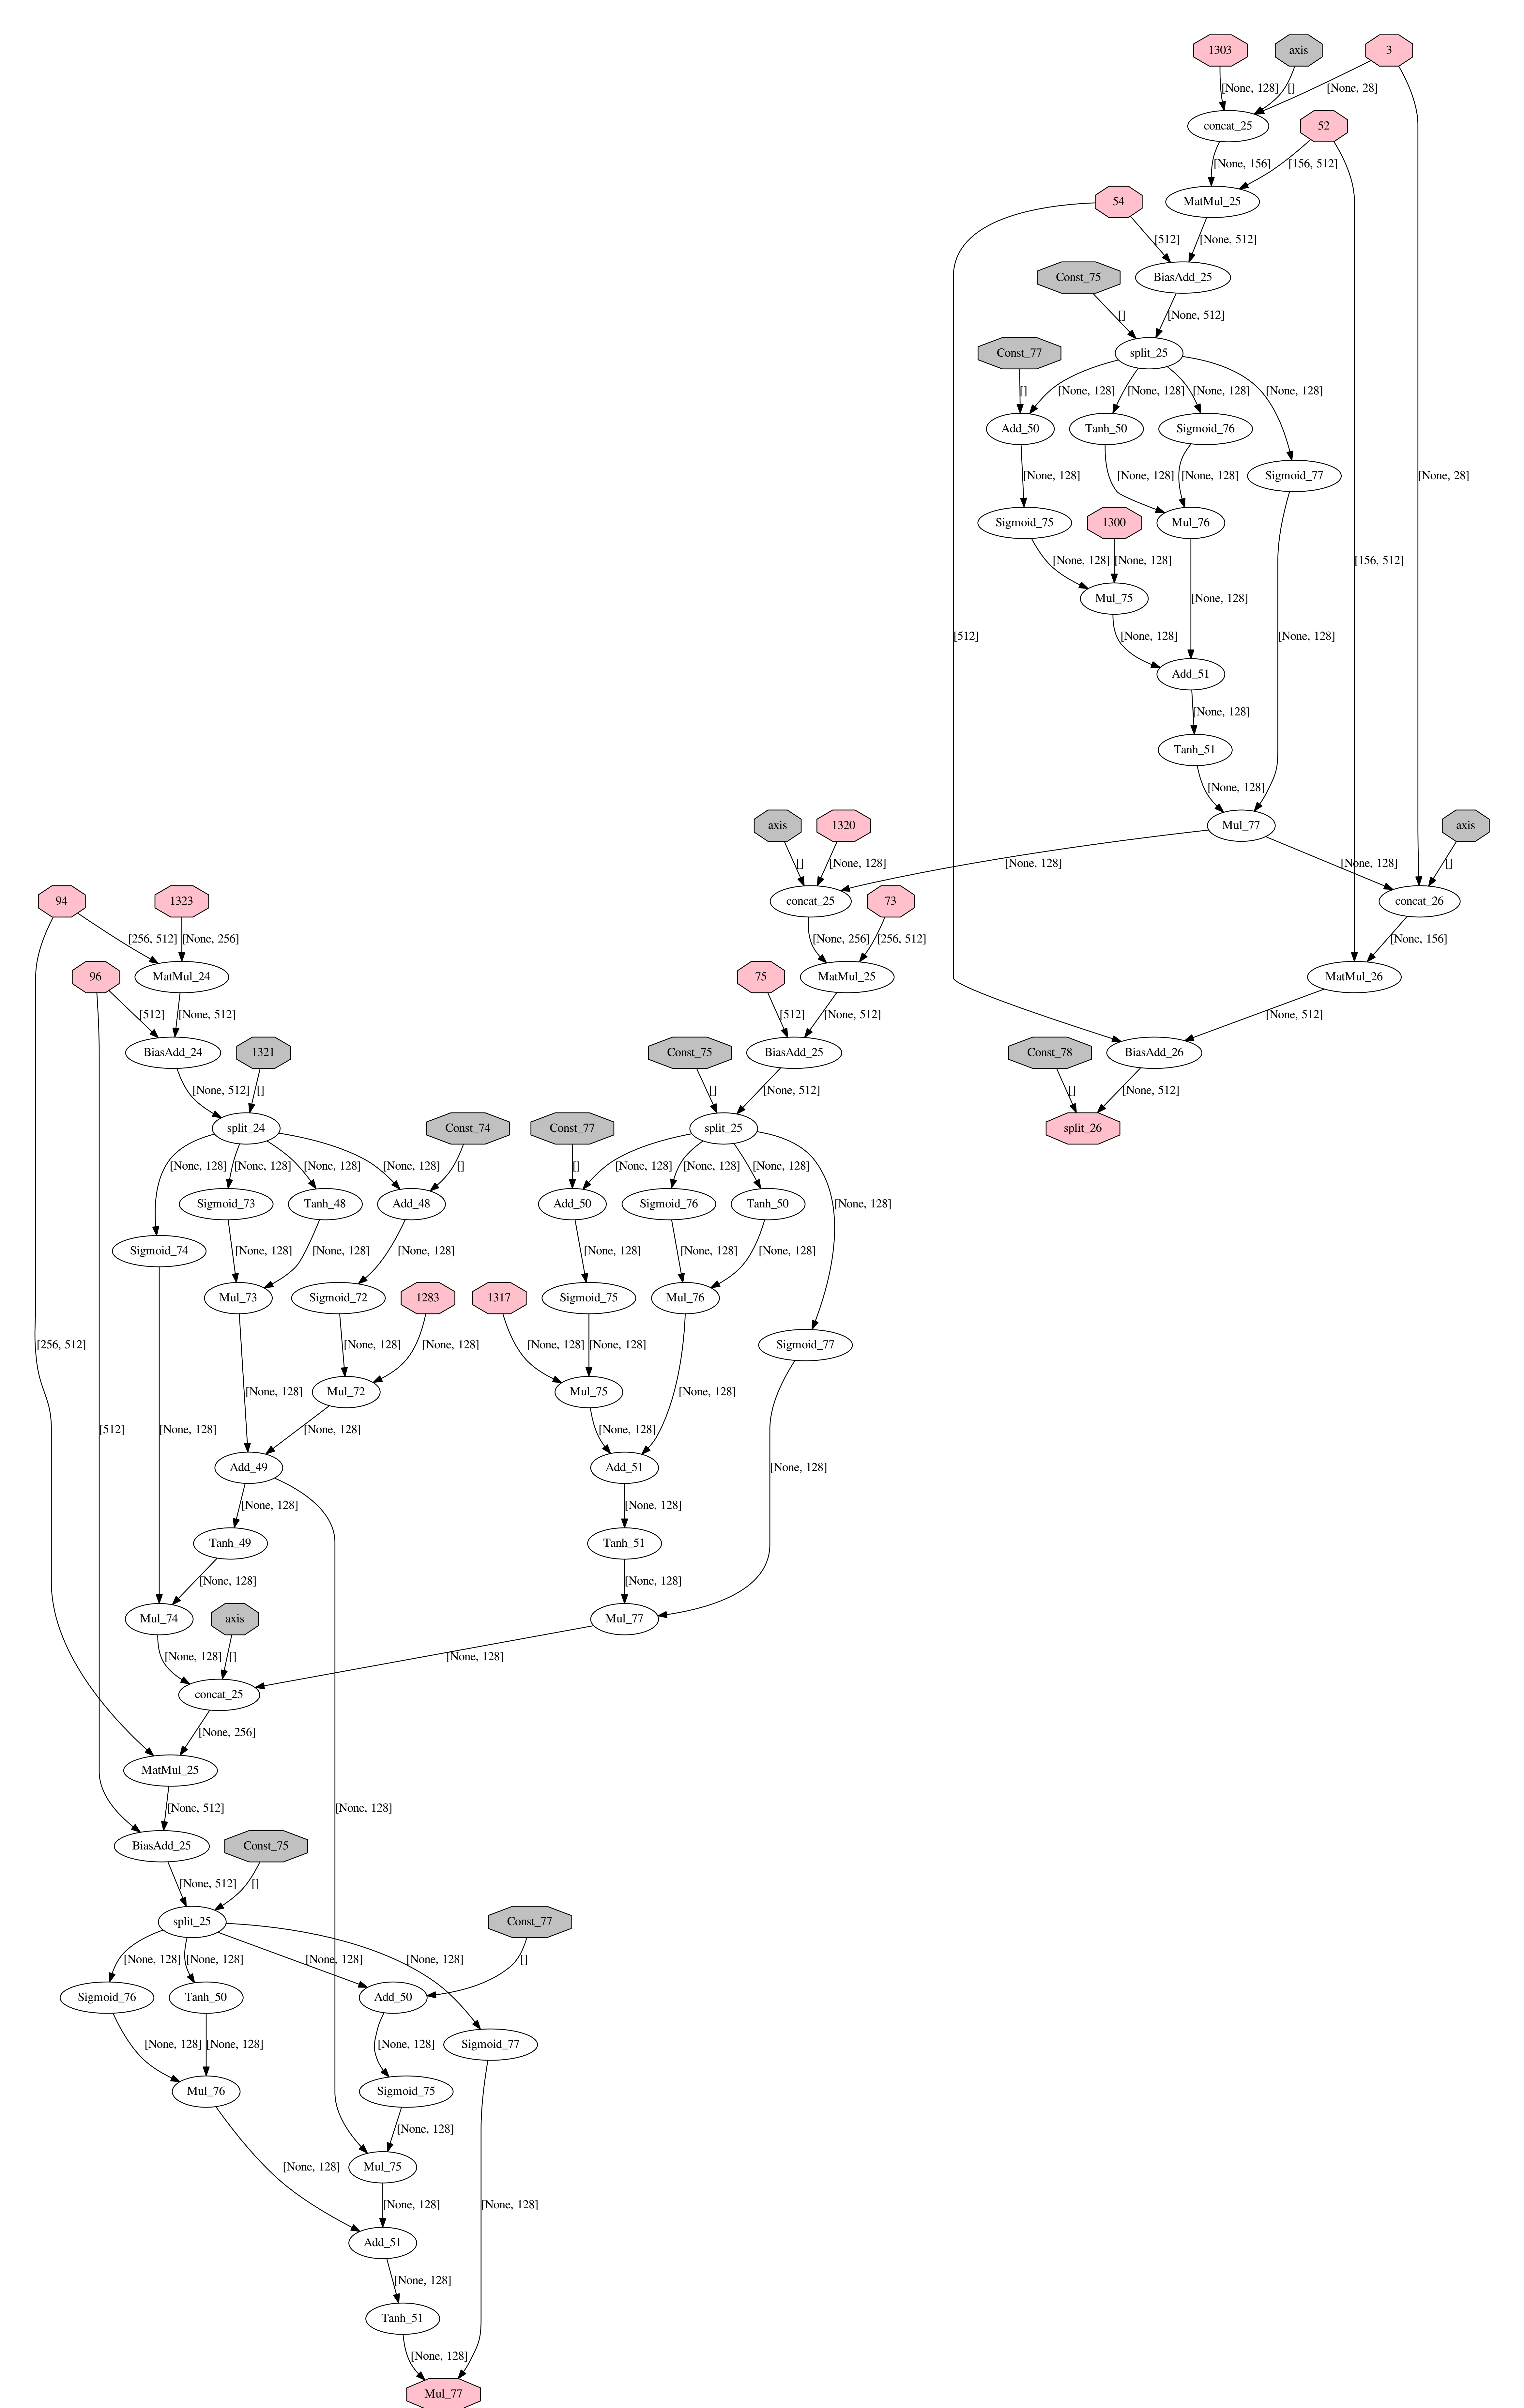 1303 axis 3
[None, 128] [] [None, 28]
concat_25 52
[None, 156] [156, 512]
54 MatMul_25
[512] [None, 512]
Const_75 BiasAdd_25
[] [None, 512]
Const_77 split_25
[] [None, 128] [None, 128] [None, 128] [None, 128]
Add_50 Tanh_50 Sigmoid_76
[None, 128] [None, 128] [None, 128] Sigmoid_77 [None, 28]
Sigmoid_75 1300 Mul_76
[None, 128] [None, 128] [156, 512]
Mul_75 [None, 128]
[512] [None, 128] [None, 128]
Add_51
[None, 128]
Tanh_51
[None, 128]
axis 1320 Mul_77 axis
[] [None, 128] [None, 128] [None, 128] []
94 1323 concat_25 73 concat_26
[256, 512] [None, 256] [None, 256] [256, 512] [None, 156]
96 MatMul_24 75 MatMul_25 MatMul_26
[512] [None, 512] [512] [None, 512] [None, 512]
BiasAdd_24 1321 Const_75 BiasAdd_25 Const_78 BiasAdd_26
[None, 512] [] [] [None, 512] [] [None, 512]
split_24 Const_74 Const_77 split_25 split_26
[None, 128] [None, 128] [None, 128] [None, 128] [] [] [None, 128] [None, 128] [None, 128]
Sigmoid_73 Tanh_48 Add_48 Add_50 Sigmoid_76 Tanh_50 [None, 128]
Sigmoid_74 [None, 128] [None, 128] [None, 128] [None, 128] [None, 128] [None, 128]
Mul_73 Sigmoid_72 1283 1317 Sigmoid_75 Mul_76
[256, 512] [None, 128] [None, 128] [None, 128] [None, 128] Sigmoid_77
[None, 128] Mul_72 Mul_75 [None, 128]
[512] [None, 128] [None, 128] [None, 128]
Add_49 Add_51 [None, 128]
[None, 128] [None, 128]
Tanh_49 Tanh_51
[None, 128] [None, 128]
Mul_74 axis Mul_77
[None, 128] [] [None, 128]
concat_25
[None, 256]
MatMul_25
[None, 512] [None, 128]
BiasAdd_25 Const_75
[None, 512] []
split_25 Const_77
[None, 128] [None, 128] [None, 128] [None, 128] []
Sigmoid_76 Tanh_50 Add_50
[None, 128] [None, 128] [None, 128] Sigmoid_77
Mul_76 Sigmoid_75
[None, 128]
[None, 128] Mul_75
[None, 128] [None, 128]
Add_51
[None, 128]
Tanh_51
[None, 128]
Mul_77